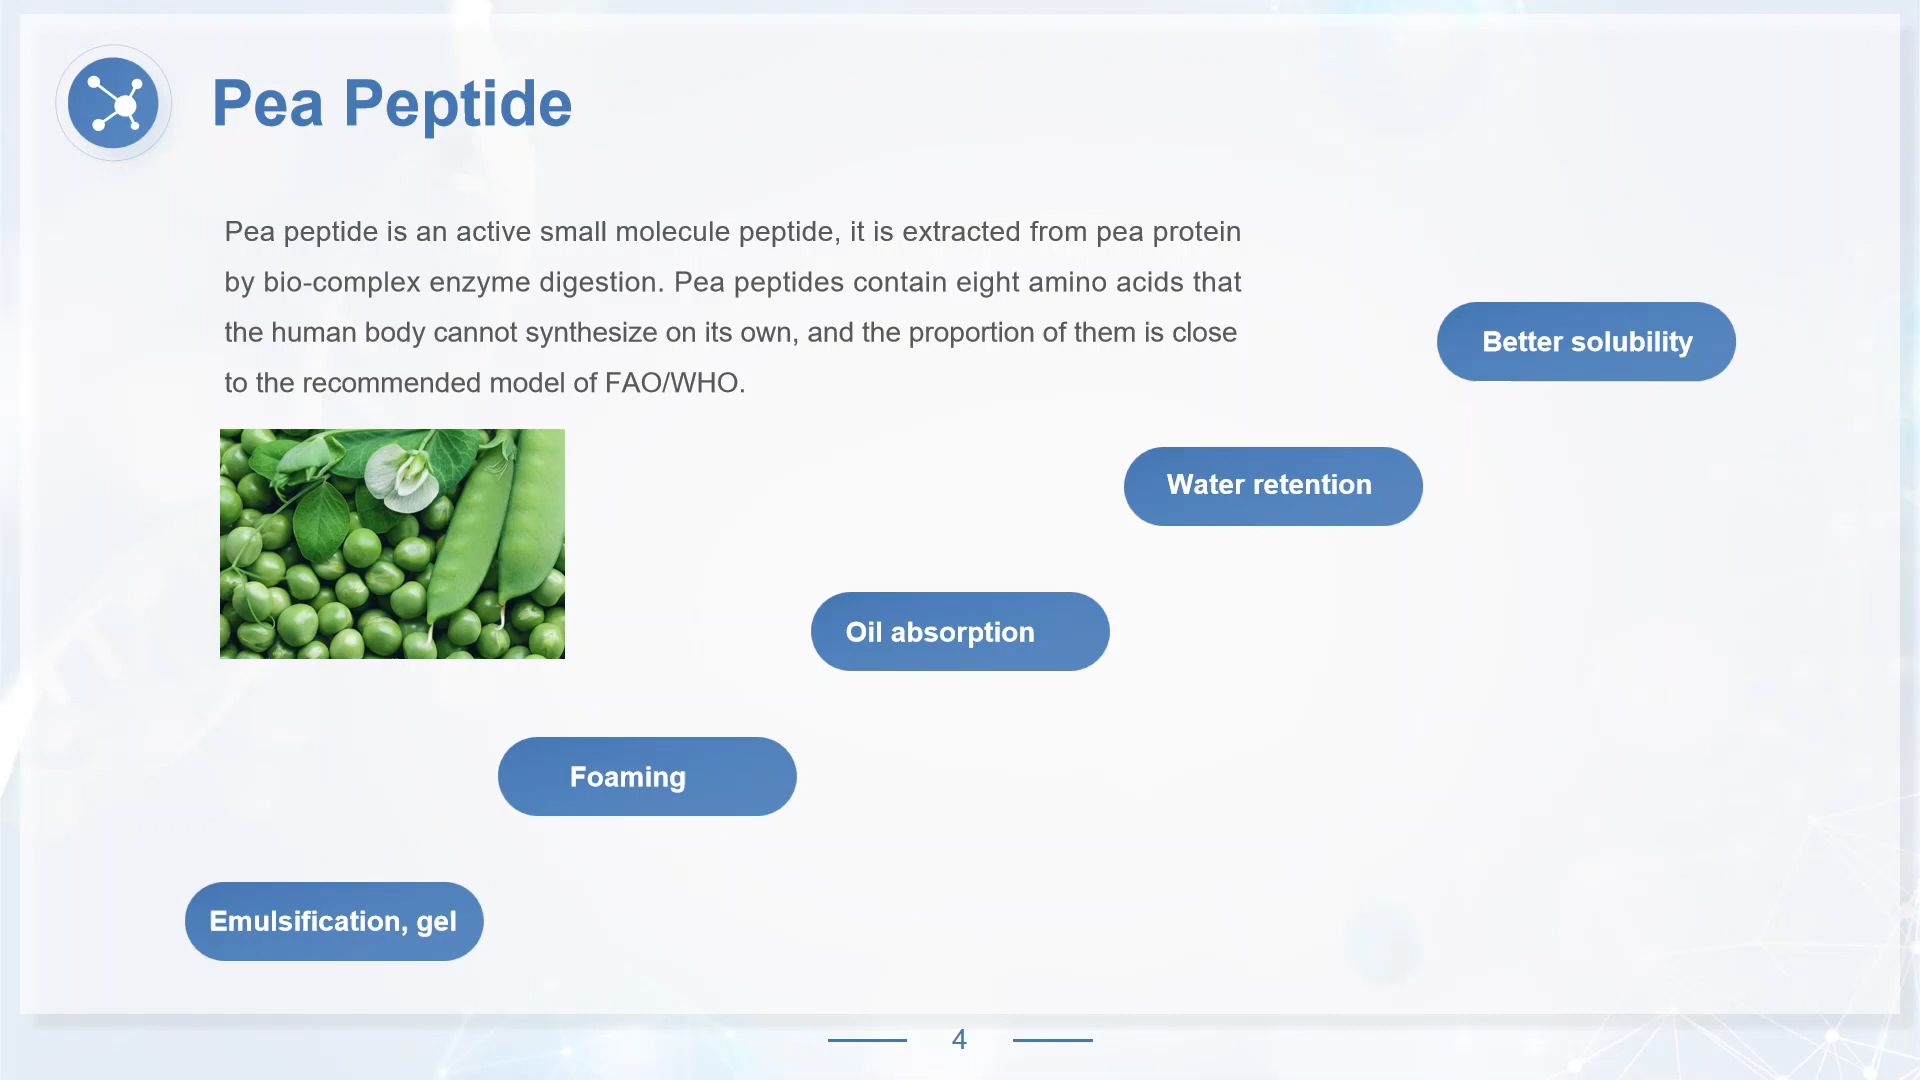 Pea Peptide
Pea peptide is an active small molecule peptide, it is extracted from pea protein
by bio-complex enzyme digestion. Pea peptides contain eight amino acids that
the human body cannot synthesize on its own, and the proportion of them is close
to the recommended model of FAO/WHO.
Better solubility
Water retention
Oil absorption
Foaming
Emulsification, gel
4